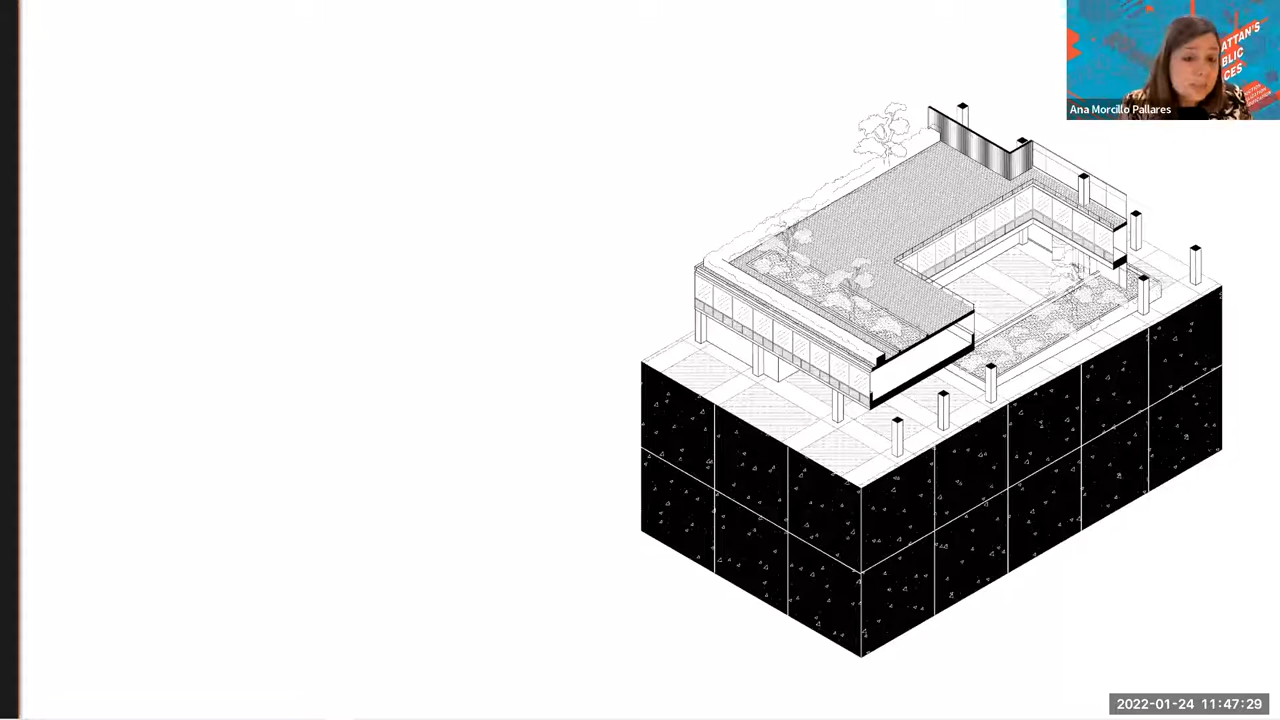 ATTAN'S
BLIC
CES
Ana Morcillo Pallares
2022-01-24 11:47:29